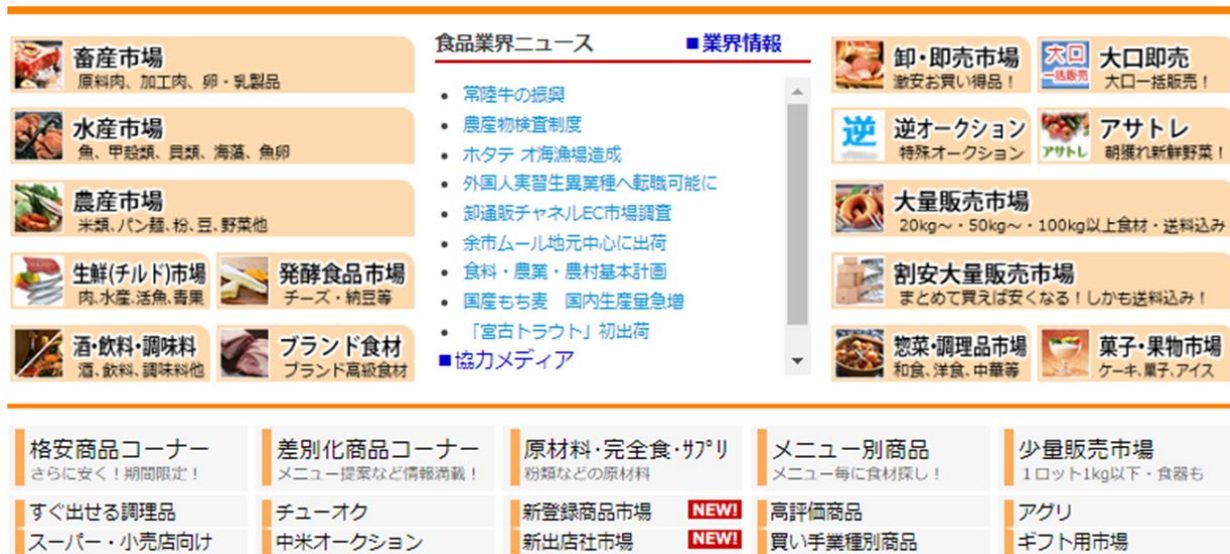 畜産市場
原料肉、加工肉、卵・乳製品
水産市場
魚、甲殻類、貝類、海藻、魚卵
農産市場
米類、パン麺、粉、豆、野菜他
生鮮(チルド)市場
肉、水産、活魚、青果
発酵食品市場
チーズ・納豆等
酒・飲料・調味料
酒、飲料、調味料他
ブランド食材
ブランド高級食材
食品業界ニュース
■業界情報
常陸牛の振興
農産物検査制度
ホタテ オ海漁場造成
外国人実習生異業種へ転職可能に
卸通販チャネルEC市場調査
余市ムール地元中心に出荷
食料・農業・農村基本計画
国産もち麦 国内生産量急増
「宮古トラウト」初出荷
■協力メディア
卸・即売市場
激安お買い得品！
大口
一括販売
大口即売
大口一括販売！
逆
逆オークション
特殊オークション
アサトレ
アサトレ
朝獲れ新鮮野菜！
大量販売市場
20kg～・50kg～・100kg以上食材・送料込み
割安大量販売市場
まとめて買えば安くなる！しかも送料込み！
惣菜・調理品市場
和食、洋食、中華等
菓子・果物市場
ケーキ、菓子、アイス
格安商品コーナー
さらに安く！期間限定！
差別化商品コーナー
メニュー提案など情報満載！
原材料・完全食・サプリ
粉類などの原材料
メニュー別商品
メニュー毎に食材探し！
少量販売市場
1ロット1kg以下・食器も
すぐ出せる調理品
チューオク
新登録商品市場 NEW!
高評価商品
アグリ
スーパー・小売店向け
中米オークション
新出店社市場 NEW!
買い手業種別商品
ギフト用市場